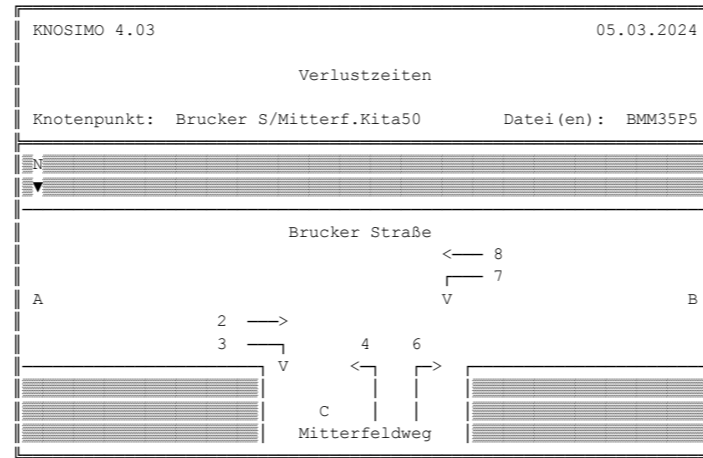 KNOSIMO 4.03 05.03.2024
Verlustzeiten
Knotenpunkt: Brucker S/Mitterf.Kita50 Datei(en): BMM35P5
N
Brucker Straße
8
7
A V B
2
3 4 6
V
C
Mitterfeldweg